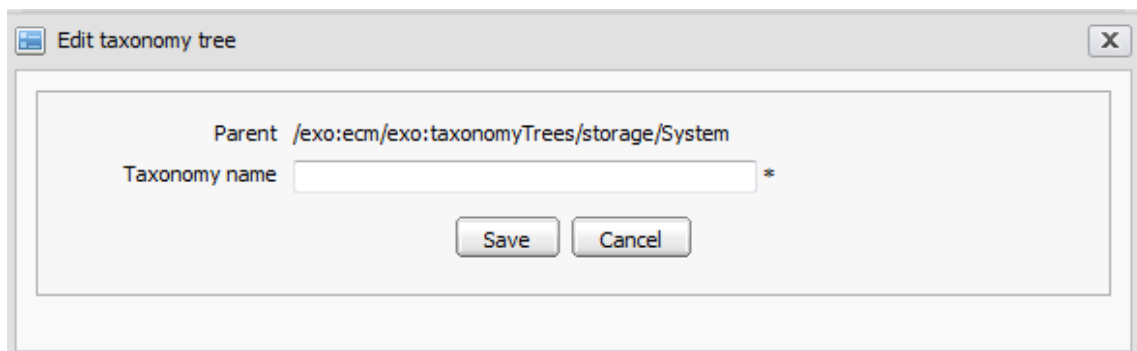 Edit taxonomy tree
X
Parent /exo:ecm/exo:taxonomyTrees/storage/System
Taxonomy name *
Save Cancel